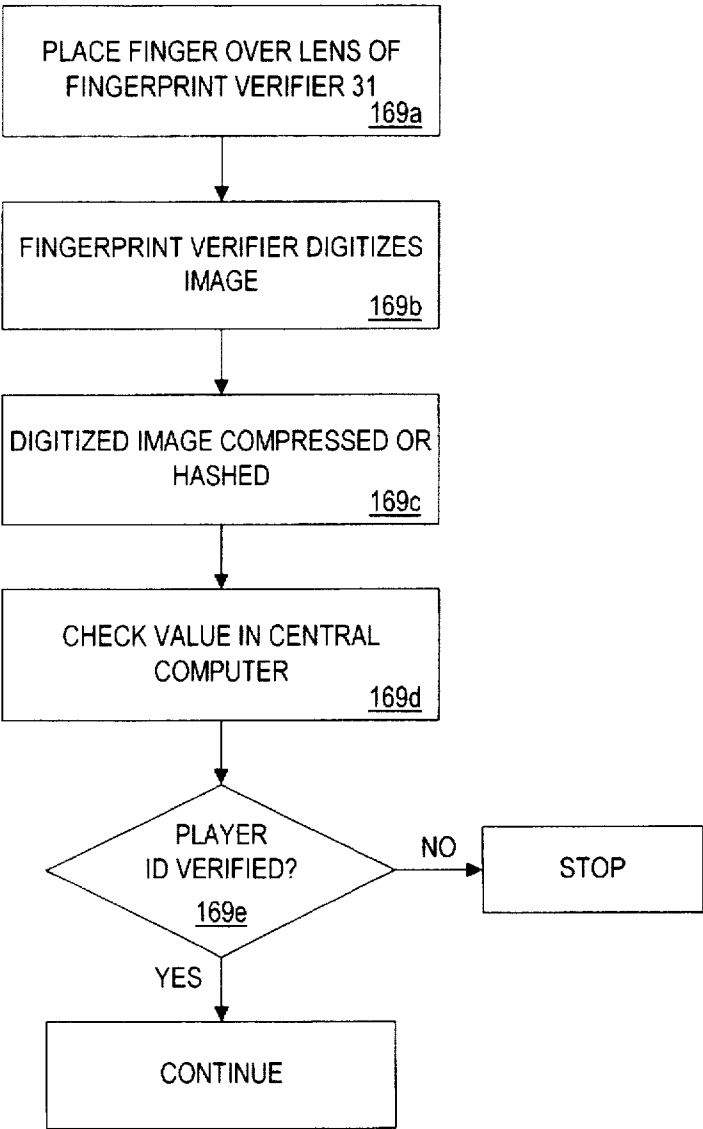 PLACE FINGER OVER LENS OF
FINGERPRINT VERIFIER 31
169a
FINGERPRINT VERIFIER DIGITIZES
IMAGE
169b
DIGITIZED IMAGE COMPRESSED OR
HASHED
169c
CHECK VALUE IN CENTRAL
COMPUTER
169d
PLAYER
ID VERIFIED?
169e
NO
STOP
YES
CONTINUE